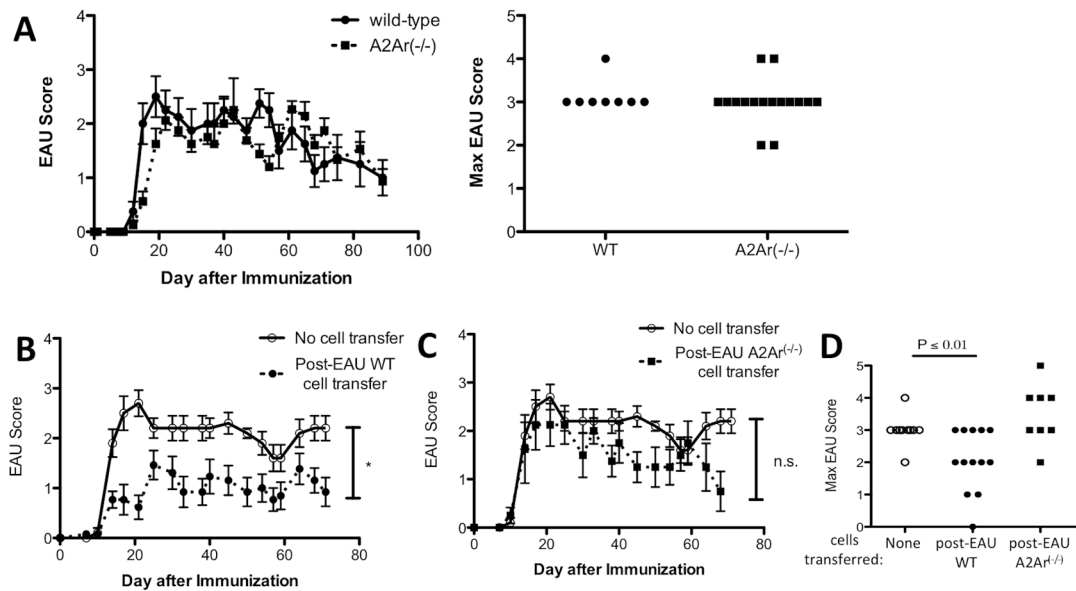 A
wild-type
A2Ar(-/-)
EAU Score
4
3
2
1
0
0 20 40 60 80 100
Day after Immunization
Max EAU Score
5
4
3
2
1
0
WT A2Ar(-/-)
B
No cell transfer
Post-EAU WT
cell transfer
EAU Score
4
3
2
1
0
0 20 40 60 80
Day after Immunization
*
C
No cell transfer
Post-EAU A2Ar(-/-)
cell transfer
EAU Score
4
3
2
1
0
0 20 40 60 80
Day after Immunization
n.s.
D
P ≤ 0.01
Max EAU Score
5
4
3
2
1
0
cells
transferred:
None post-EAU post-EAU
WT A2Ar(-/-)